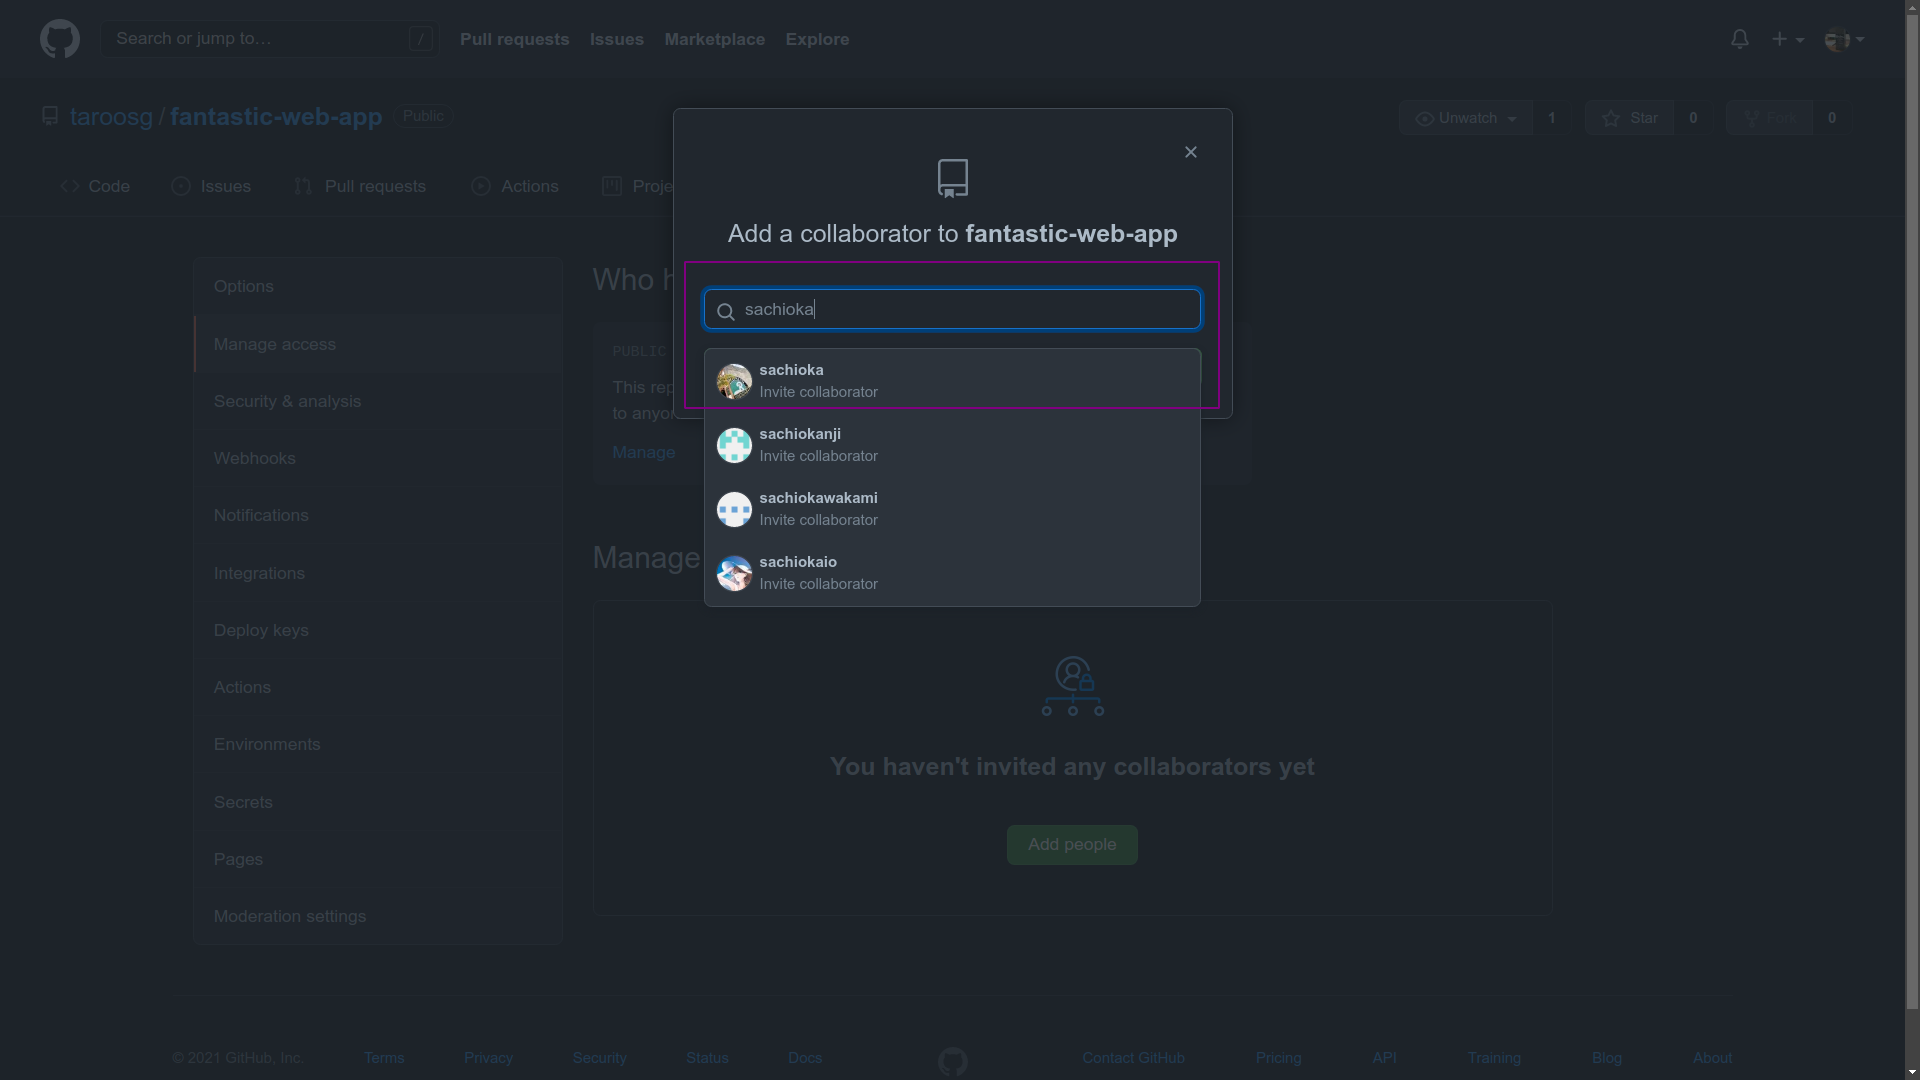 Search or jump to…
/
Pull requests
Issues
Marketplace
Explore
taroosg / fantastic-web-app
Public
Unwatch
1
Star
0
Fork
0
Code
Issues
Pull requests
Actions
Proje
Add a collaborator to fantastic-web-app
sachioka
sachioka
Invite collaborator
sachiokanji
Invite collaborator
sachiokawakami
Invite collaborator
sachiokaio
Invite collaborator
Options
Manage access
Security & analysis
Webhooks
Notifications
Integrations
Deploy keys
Actions
Environments
Secrets
Pages
Moderation settings
Who h
PUBLIC
This rep
to anyon
Manage
Manage
You haven't invited any collaborators yet
Add people
© 2021 GitHub, Inc.
Terms
Privacy
Security
Status
Docs
Contact GitHub
Pricing
API
Training
Blog
About